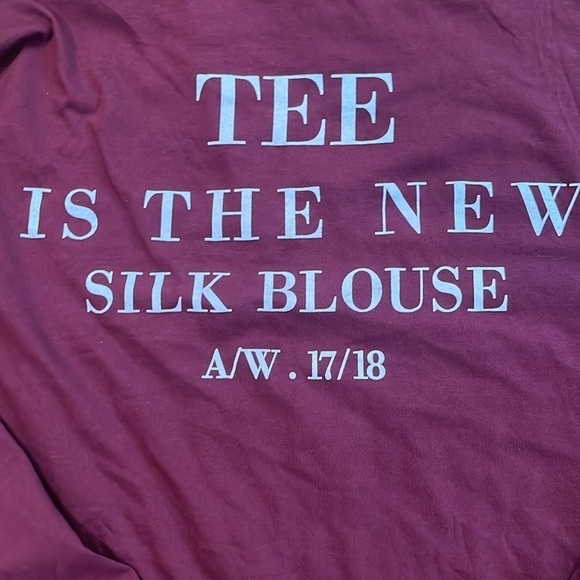 TEE
IS THE NEW
SILK BLOUSE
A/W . 17/18